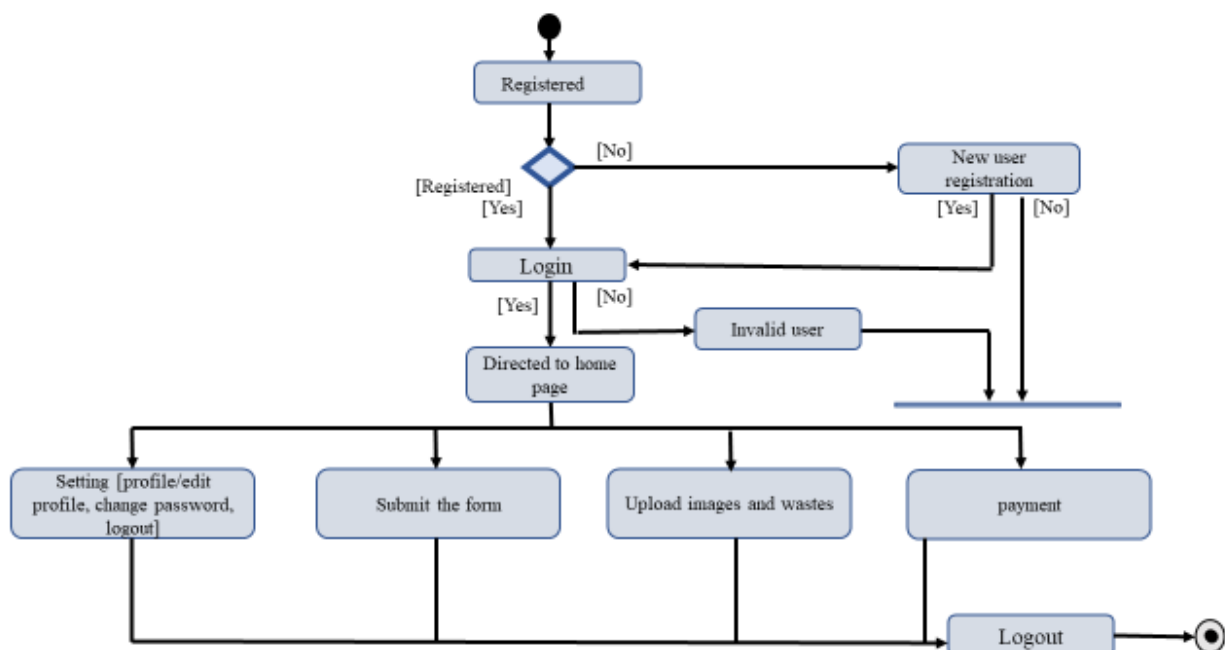 Registered
[No]
New user
registration
[Registered]
[Yes]
[Yes]
[No]
Login
[Yes]
[No]
Invalid user
Directed to home
page
Setting [profile/edit
profile, change password,
logout]
Submit the form
Upload images and wastes
payment
Logout